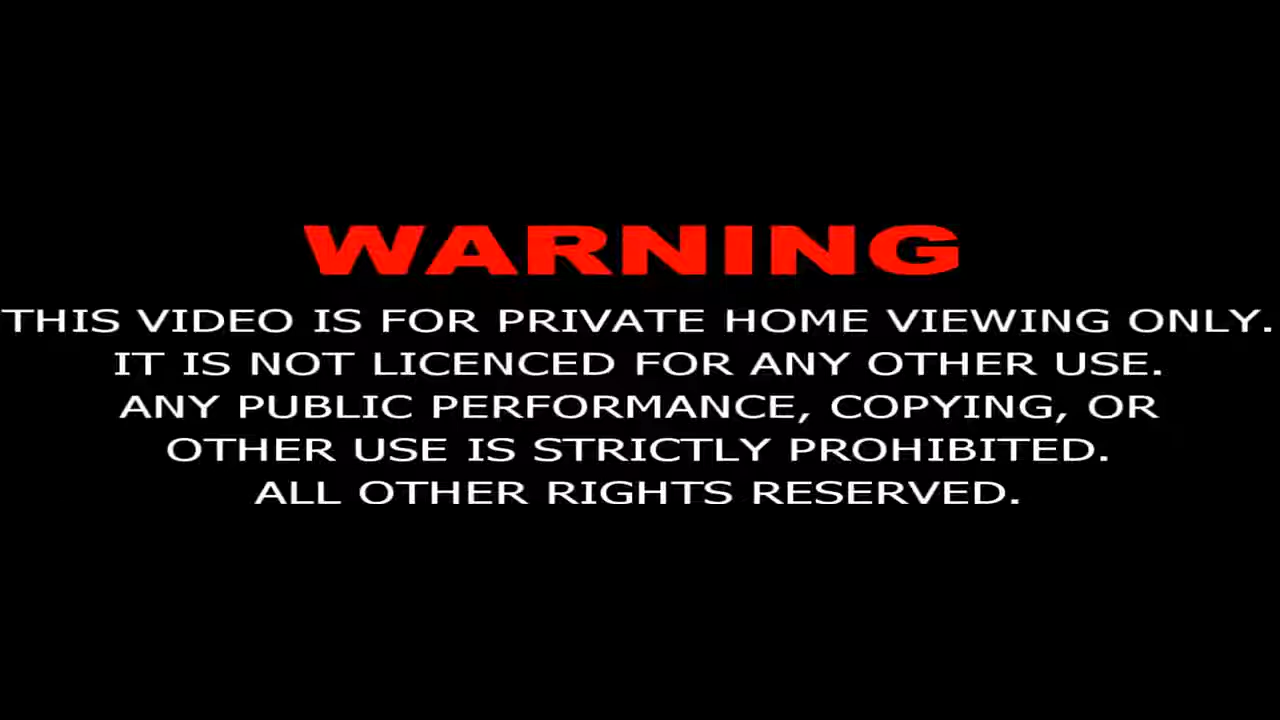 WARNING
THIS VIDEO IS FOR PRIVATE HOME VIEWING ONLY.
IT IS NOT LICENCED FOR ANY OTHER USE.
ANY PUBLIC PERFORMANCE, COPYING, OR
OTHER USE IS STRICTLY PROHIBITED.
ALL OTHER RIGHTS RESERVED.